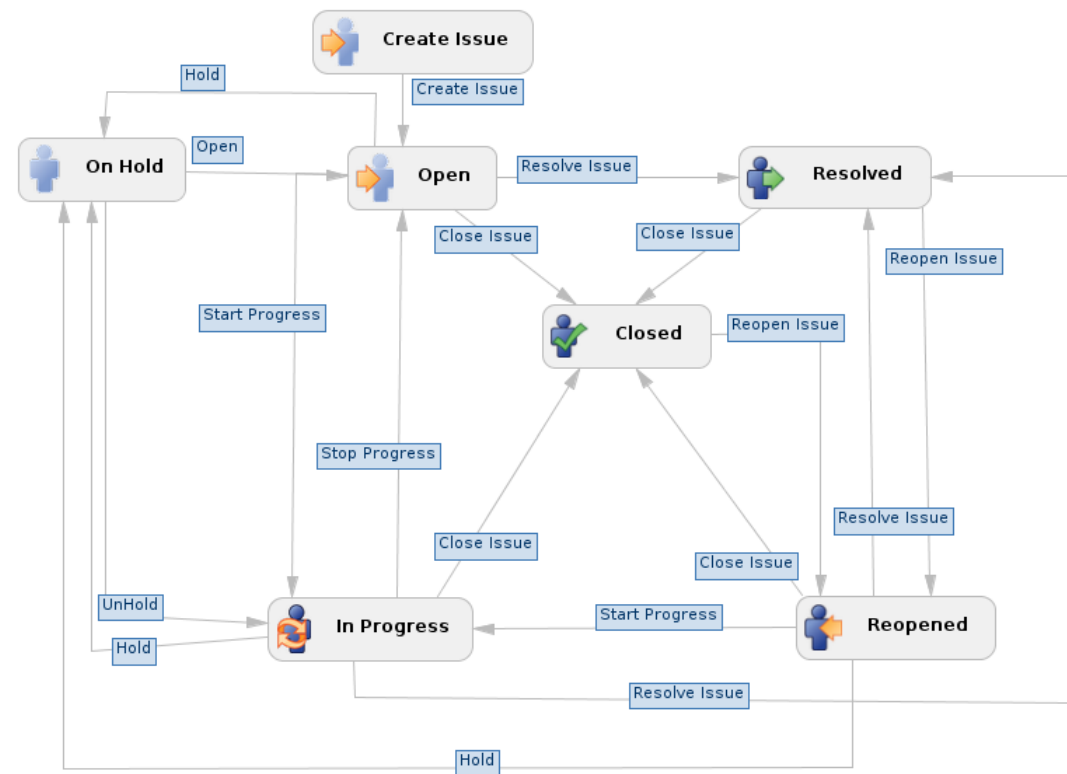 Create Issue
Hold
Create Issue
Open
On Hold
Open
Resolve Issue
Resolved
Close Issue
Close Issue
Reopen Issue
Start Progress
Closed
Reopen Issue
Stop Progress
Resolve Issue
Close Issue
Close Issue
UnHold
Start Progress
In Progress
Reopened
Hold
Resolve Issue
Hold